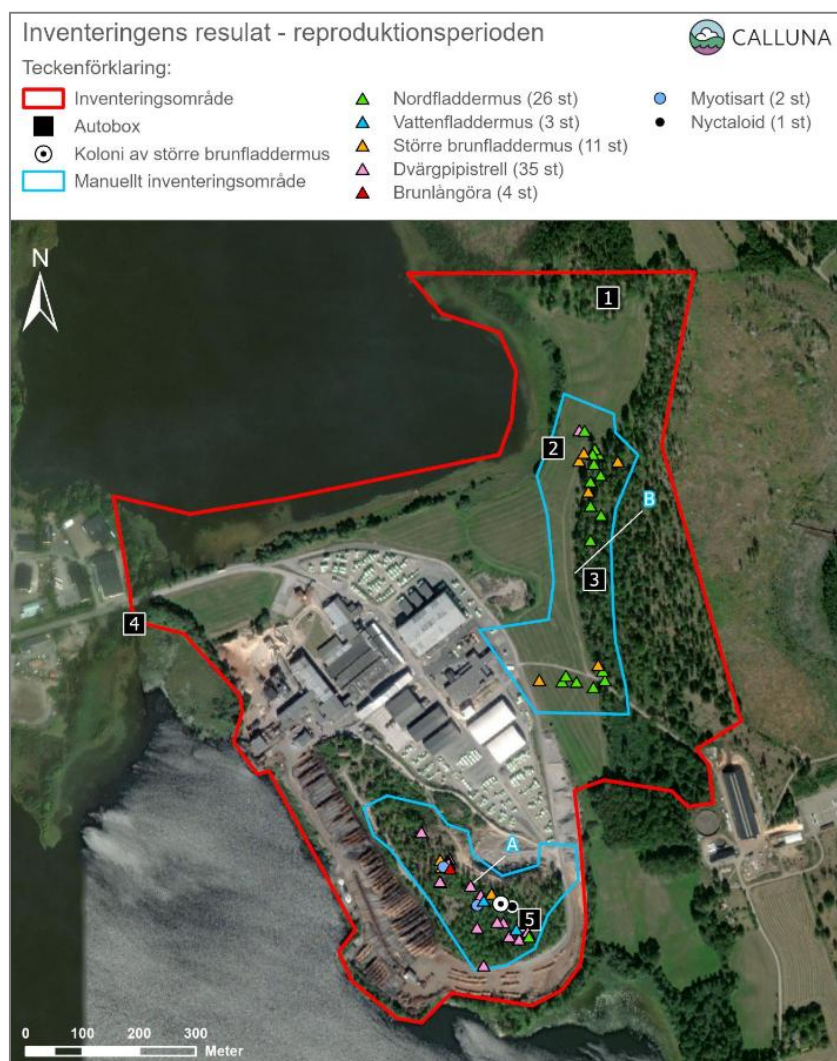 Inventeringens resulat - reproduktionsperioden
CALLUNA
Teckenförklaring:
Inventeringsområde
Autobox
Koloni av större brunfladdermus
Manuellt inventeringsområde
Nordfladdermus (26 st)
Vattenfladdermus (3 st)
Större brunfladdermus (11 st)
Dvärgpipistrell (35 st)
Brunlångöra (4 st)
Myotisart (2 st)
Nyctaloid (1 st)
N
1
2
B
3
4
A
5
0 100 200 300
Meter